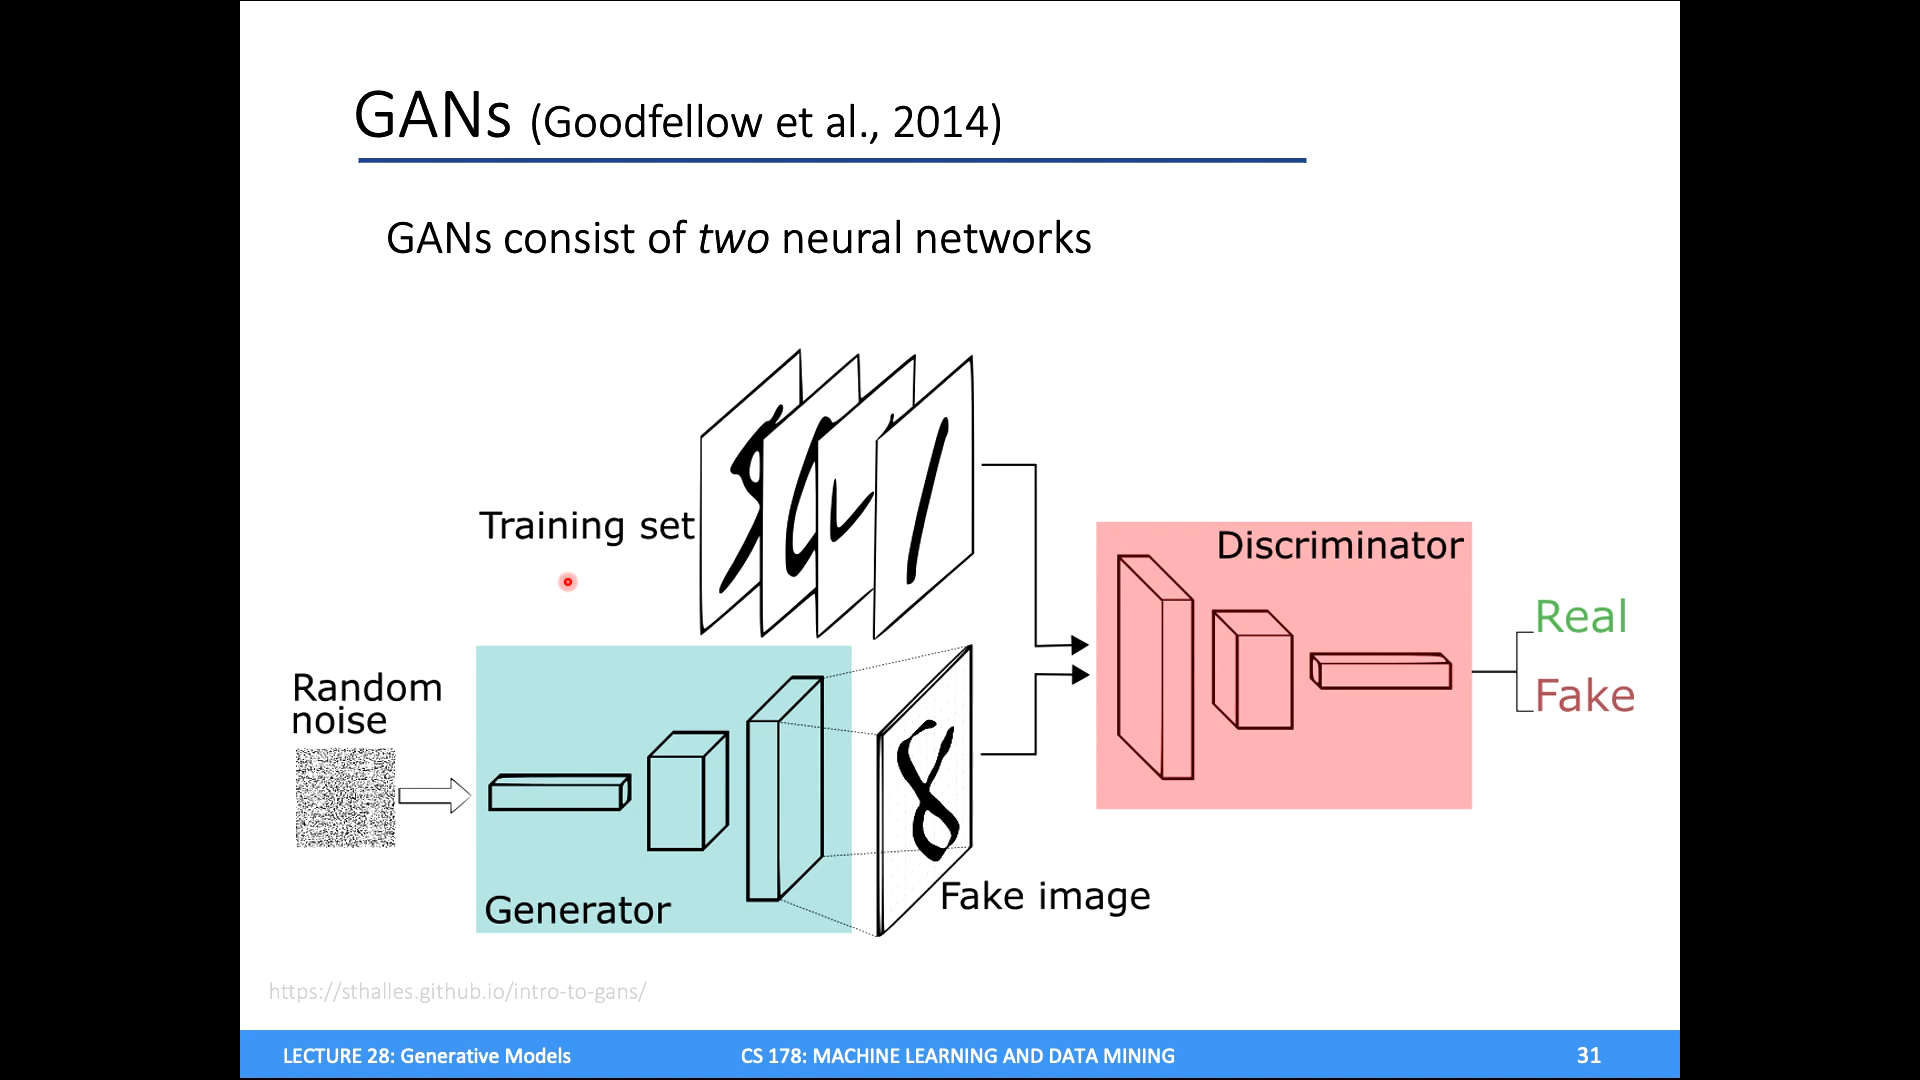 GANs (Goodfellow et al., 2014)
GANs consist of two neural networks
Training set
Discriminator
Real
Fake
Random
noise
8
Generator
Fake image
https://sthalles.github.io/intro-to-gans/
LECTURE 28: Generative Models
CS 178: MACHINE LEARNING AND DATA MINING
31